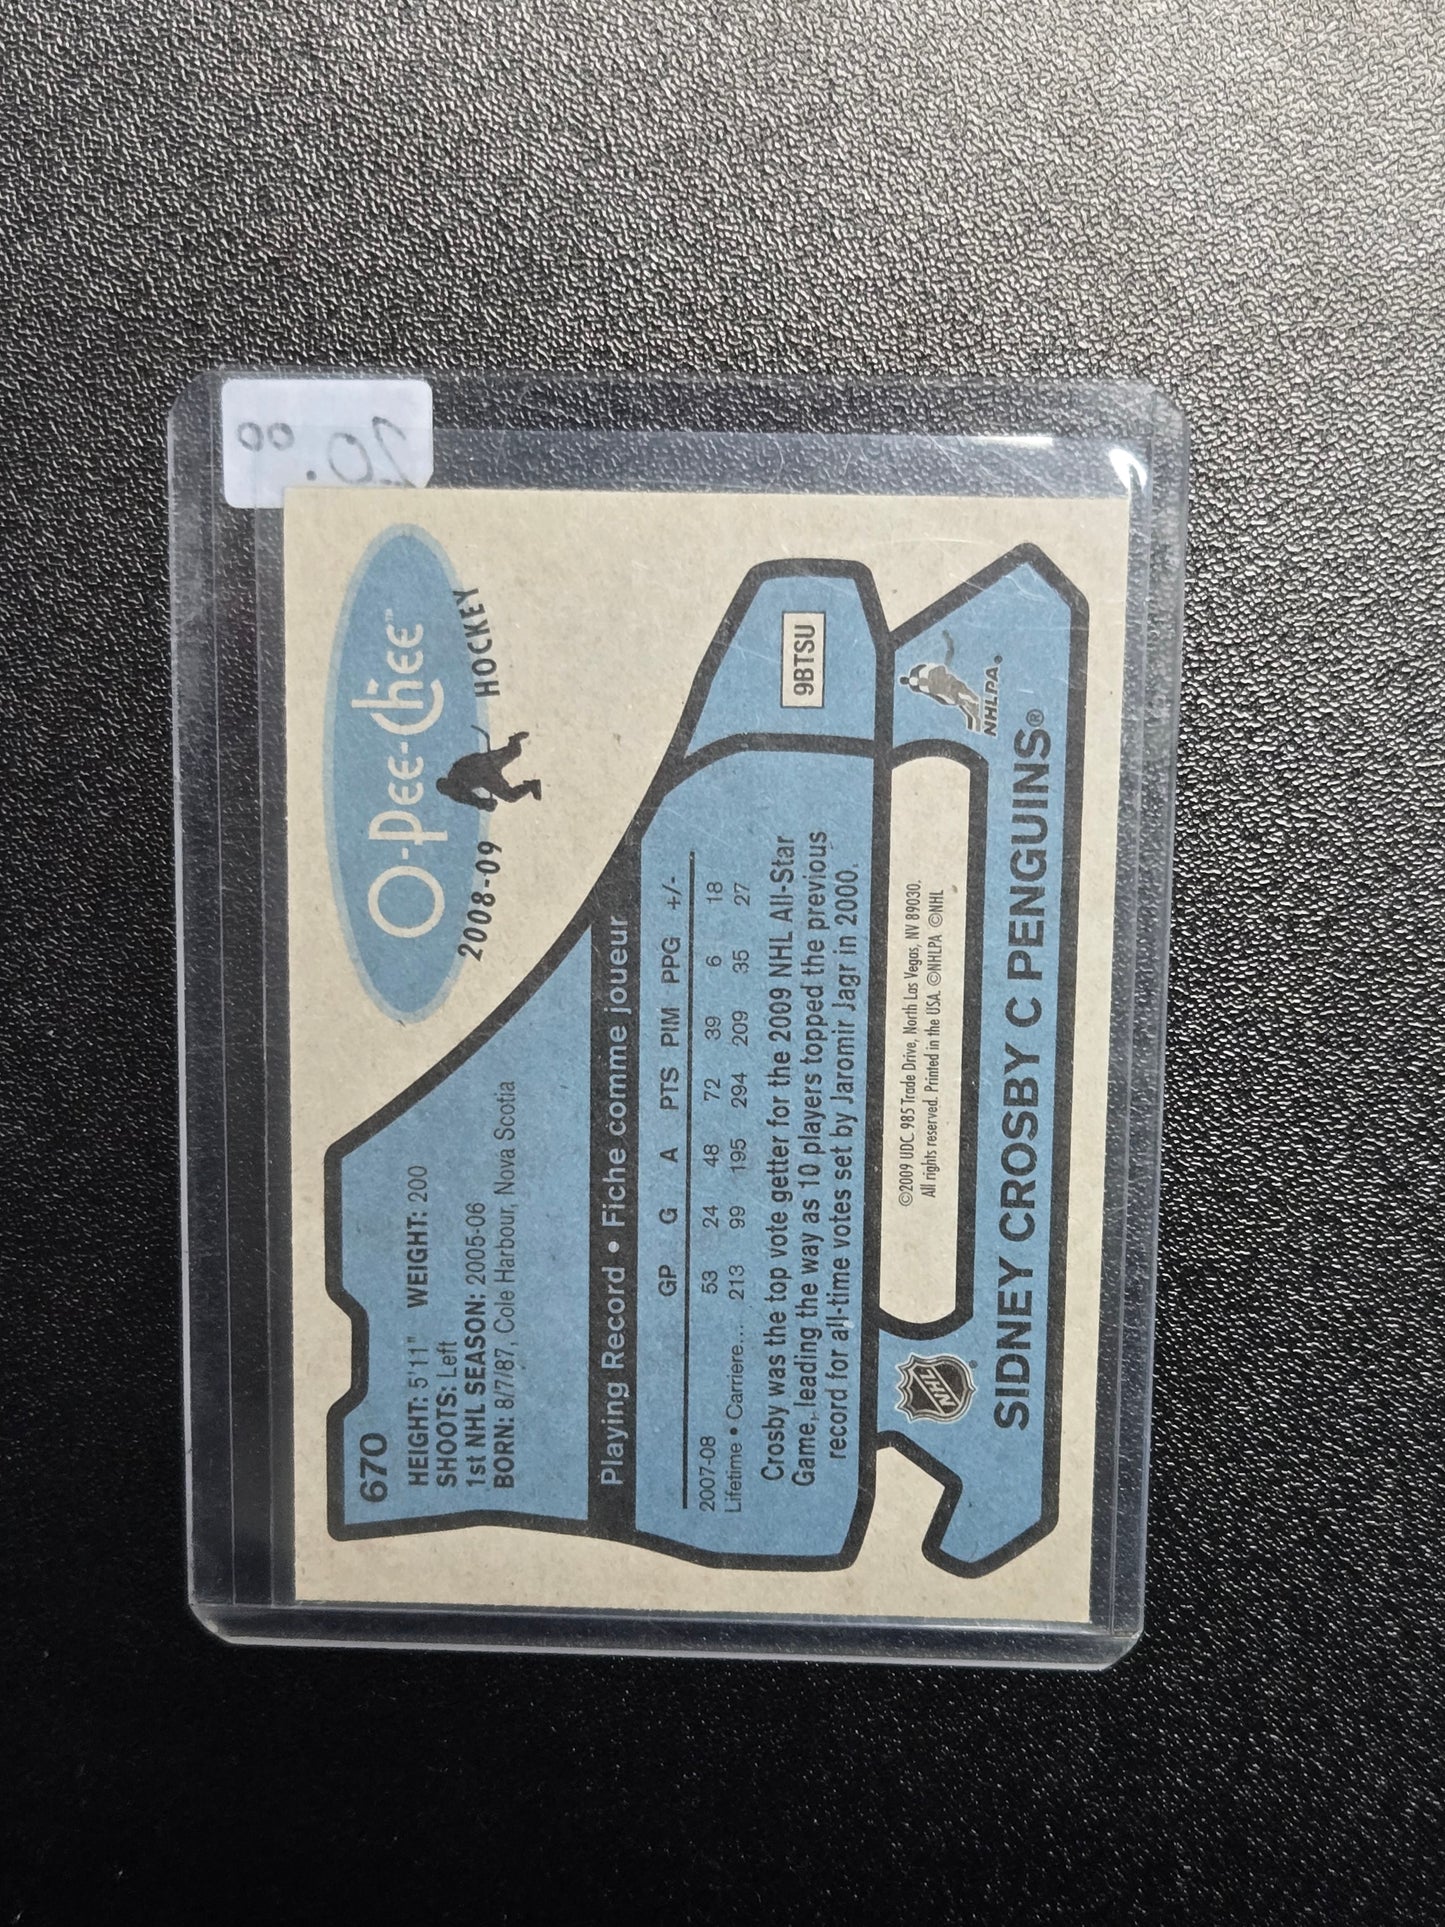 670
HEIGHT: 5'11" WEIGHT: 200
SHOOTS: Left
1st NHL SEASON: 2005-06
BORN: 8/7/87, Cole Harbour, Nova Scotia
O-Pee-Chee™
2008-09 HOCKEY
Playing Record • Fiche comme joueur
GP G A PTS PIM PPG +/-
2007-08 53 24 48 72 39 6 18
Lifetime • Carriere.... 213 99 195 294 209 35 27
Crosby was the top vote getter for the 2009 NHL All-Star
Game, leading the way as 10 players topped the previous
record for all-time votes set by Jaromir Jagr in 2000.
9BTSU
©2009 UDC 985 Trade Drive, North Las Vegas, NV 89030.
All rights reserved. Printed in the USA. ©NHLPA ©NHL
NHL
NHLPA®
SIDNEY CROSBY C PENGUINS®